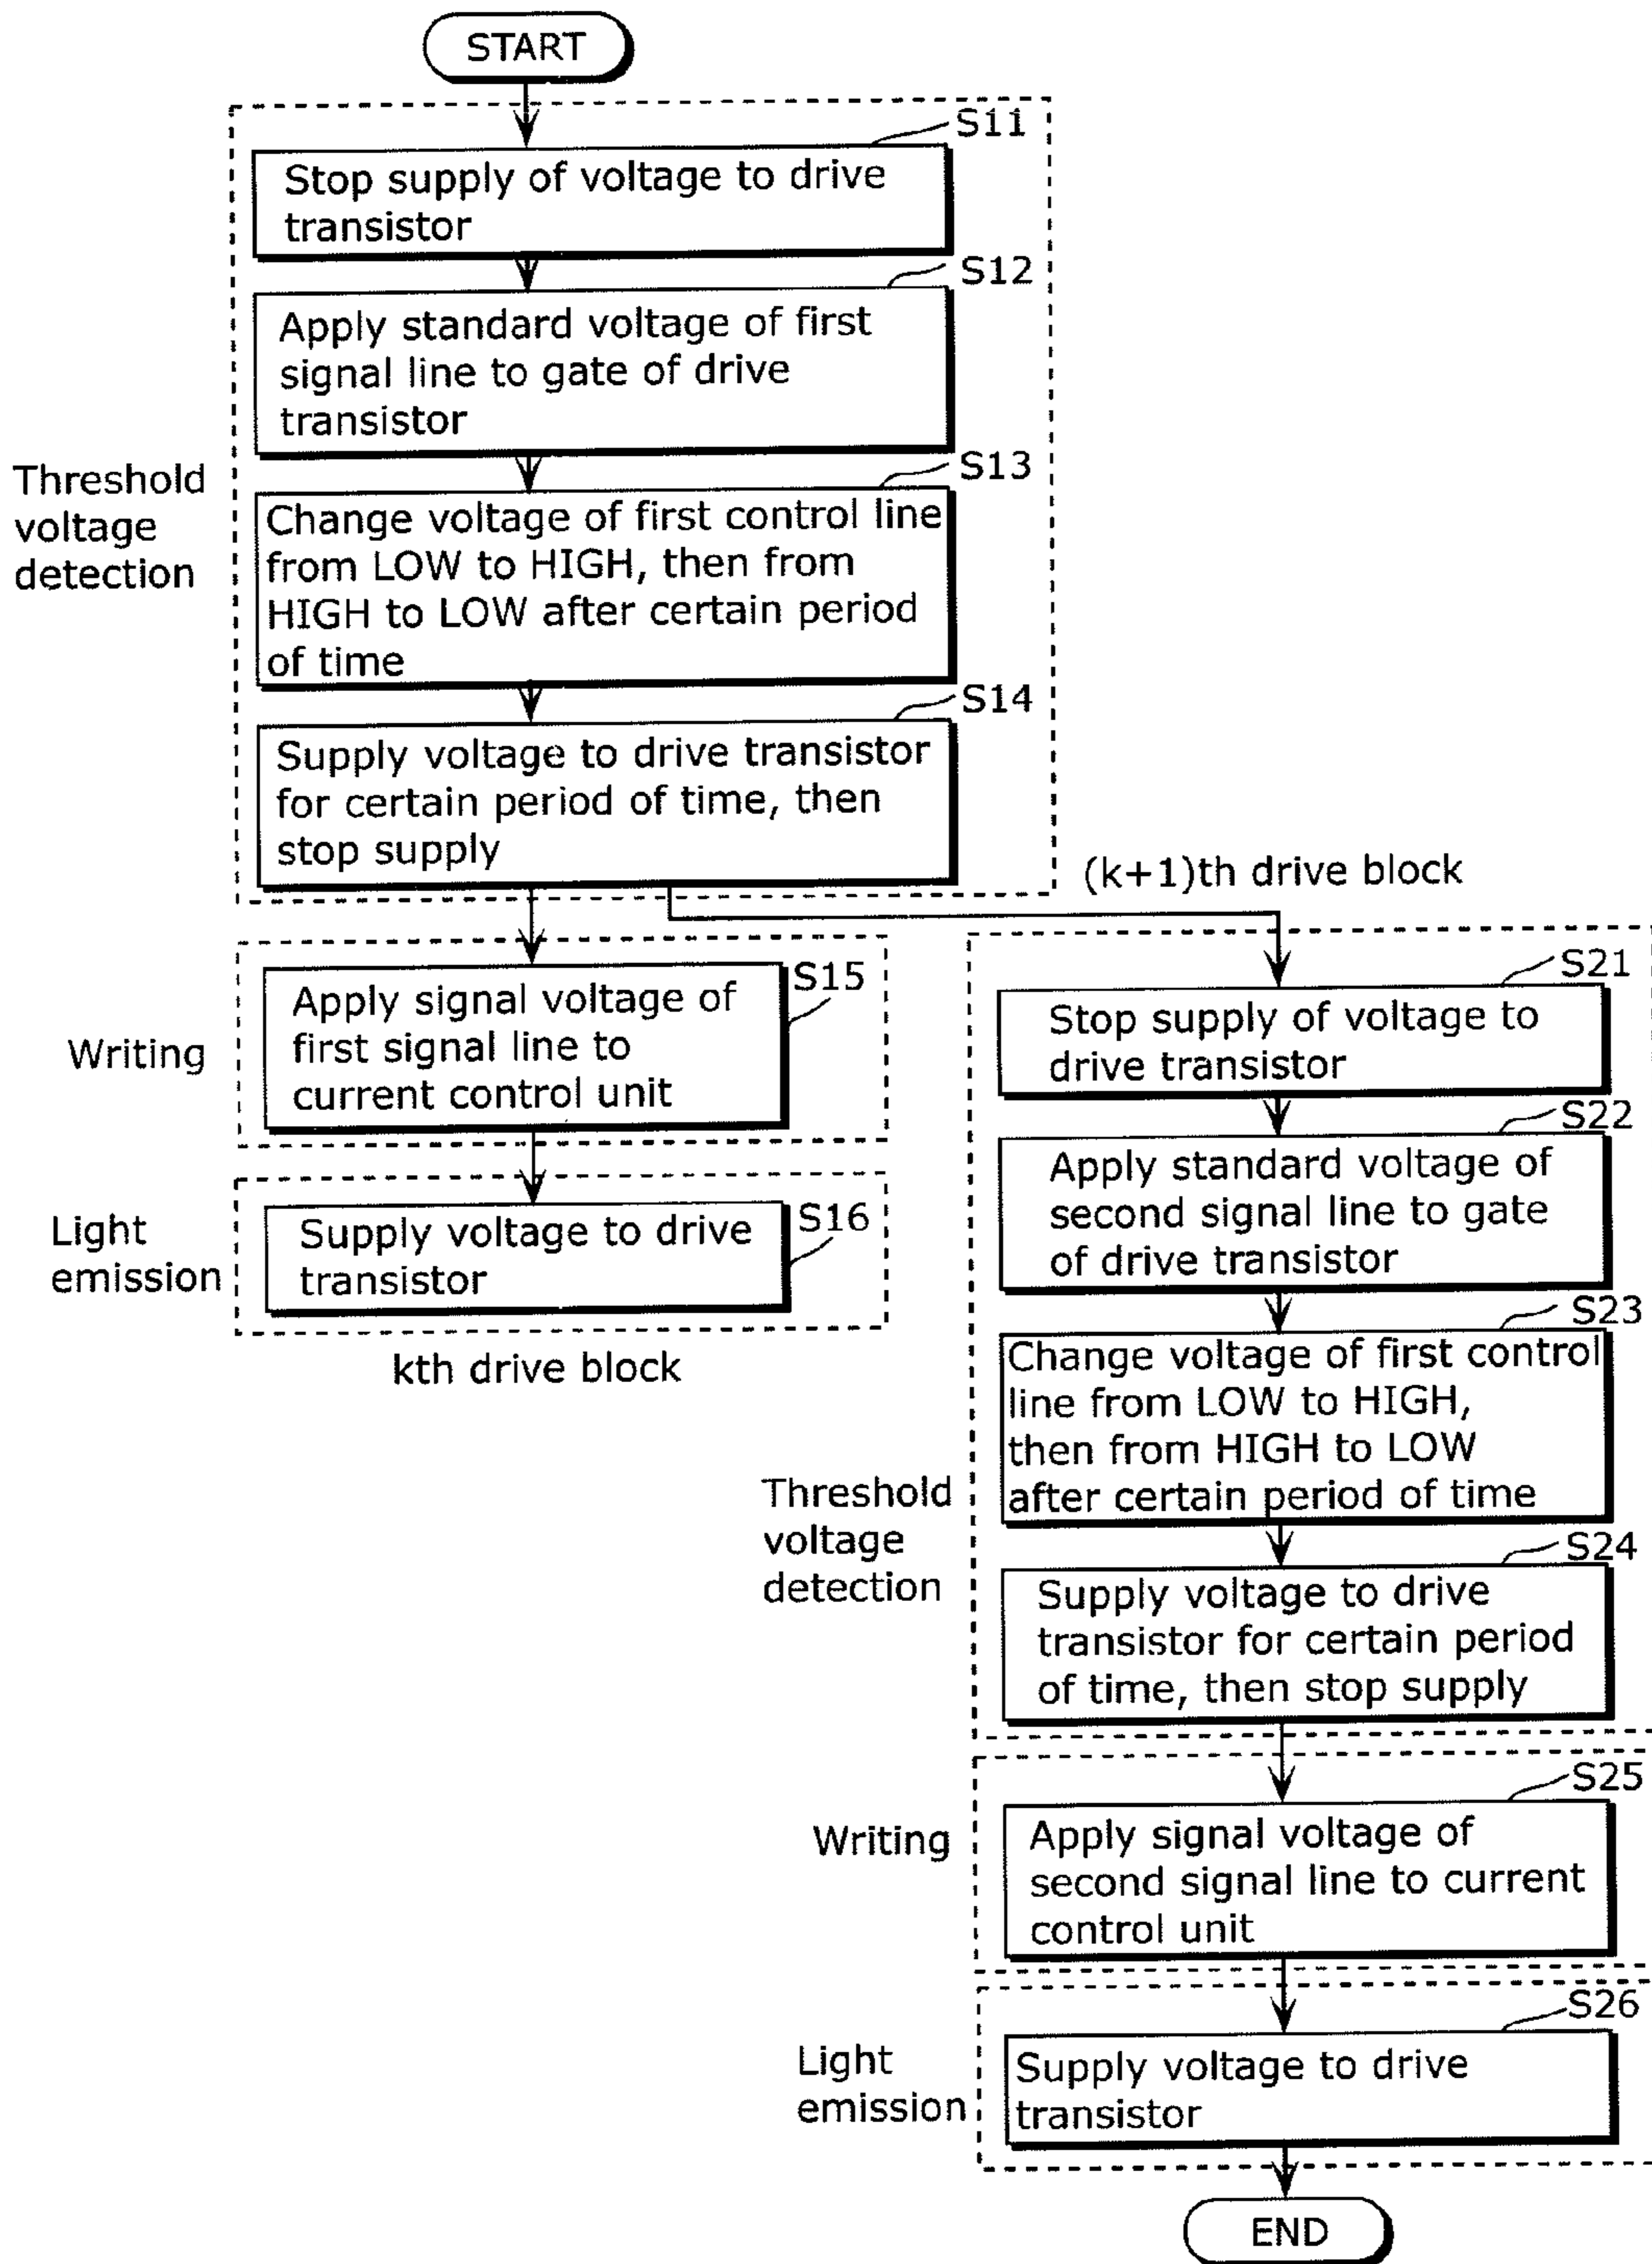 START
S11
Stop supply of voltage to drive
transistor
S12
Apply standard voltage of first
signal line to gate of drive
transistor
Threshold
voltage
detection
S13
Change voltage of first control line
from LOW to HIGH, then from
HIGH to LOW after certain period
of time
S14
Supply voltage to drive transistor
for certain period of time, then
stop supply
(k+1)th drive block
Writing
S15
Apply signal voltage of
first signal line to
current control unit
Light
emission
S16
Supply voltage to drive
transistor
kth drive block
S21
Stop supply of voltage to
drive transistor
S22
Apply standard voltage of
second signal line to gate
of drive transistor
S23
Change voltage of first control
line from LOW to HIGH,
then from HIGH to LOW
after certain period of time
Threshold
voltage
detection
S24
Supply voltage to drive
transistor for certain period
of time, then stop supply
Writing
S25
Apply signal voltage of
second signal line to current
control unit
Light
emission
S26
Supply voltage to drive
transistor
END